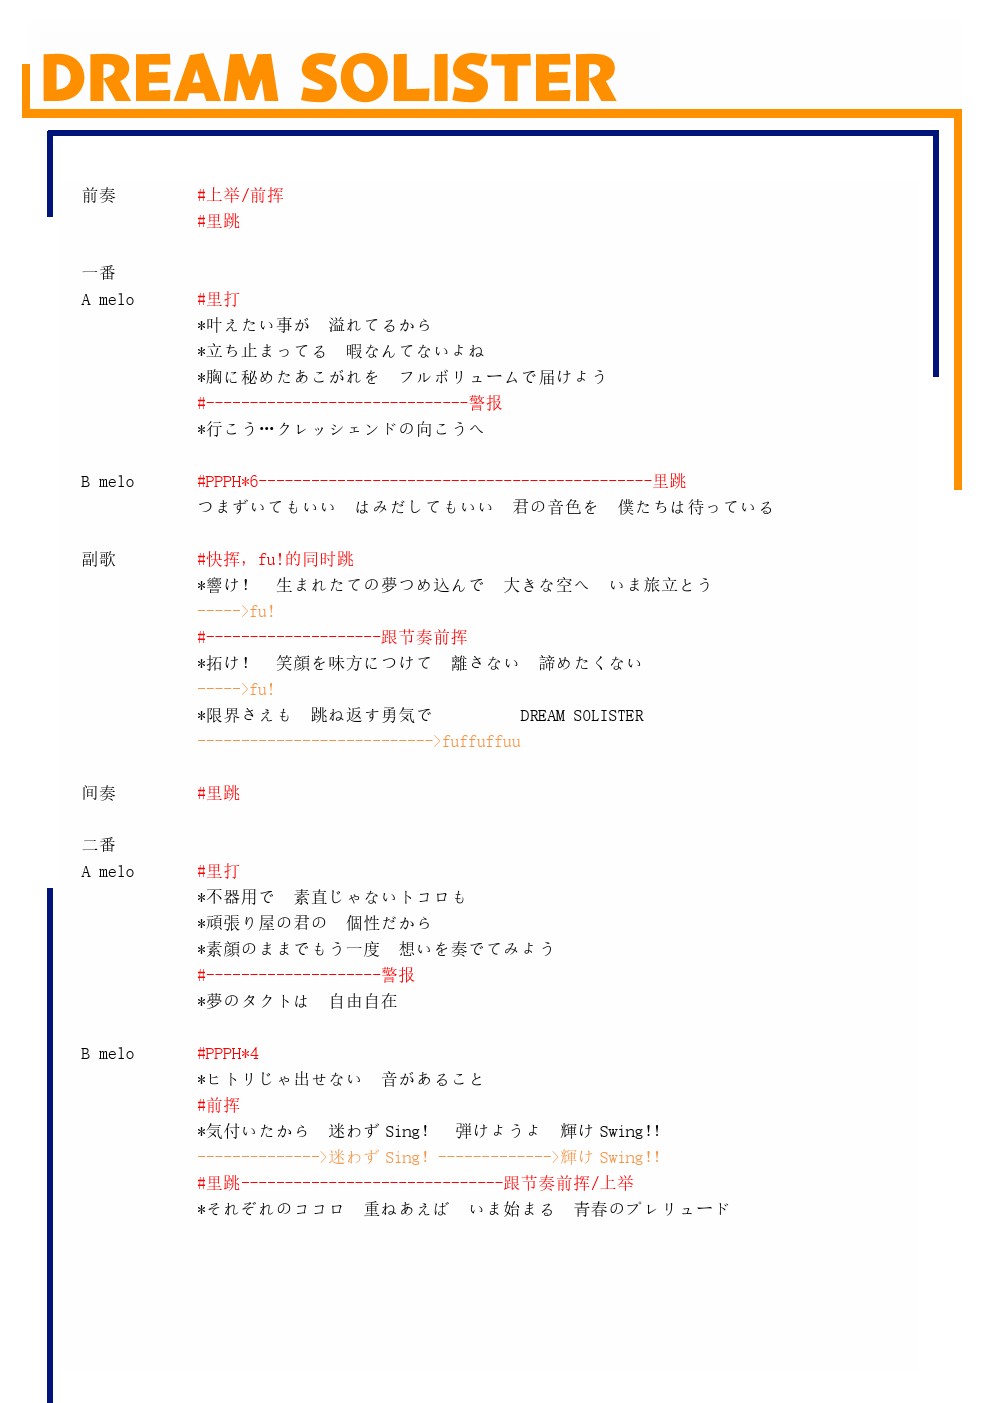 DREAM SOLISTER
前奏 #上举/前挥
#里跳
一番
A melo #里打
*叶えたい事が 溢れてるから
*立ち止まってる 暇なんてないよね
*胸に秘めたあこがれを フルボリュームで届けよう
#------------------------------警报
*行こう…クレッシェンドの向こうへ
B melo #PPPH*6---------------------------------------------里跳
つまずいてもいい はみだしてもいい 君の音色を 僕たちは待っている
副歌 #快挥, fu!的同时跳
*響け! 生まれたての夢つめ込んで 大きな空へ いま旅立とう
----->fu!
#--------------------跟节奏前挥
*拓け! 笑顔を味方につけて 離さない 諦めたくない
----->fu!
*限界さえも 跳ね返す勇気で DREAM SOLISTER
--------------------------->fuffuffuu
间奏 #里跳
二番
A melo #里打
*不器用で 素直じゃないトコロも
*頑張り屋の君の 個性だから
*素顔のままでもう一度 想いを奏でてみよう
#--------------------警报
*夢のタクトは 自由自在
B melo #PPPH*4
*ヒトリじゃ出せない 音があること
#前挥
*気付いたから 迷わず Sing! 弾けようよ 輝け Swing!!
-------------->迷わず Sing! ------------->輝け Swing!!
#里跳------------------------------跟节奏前挥/上举
*それぞれのココロ 重ねあえば いま始まる 青春のプレリュード